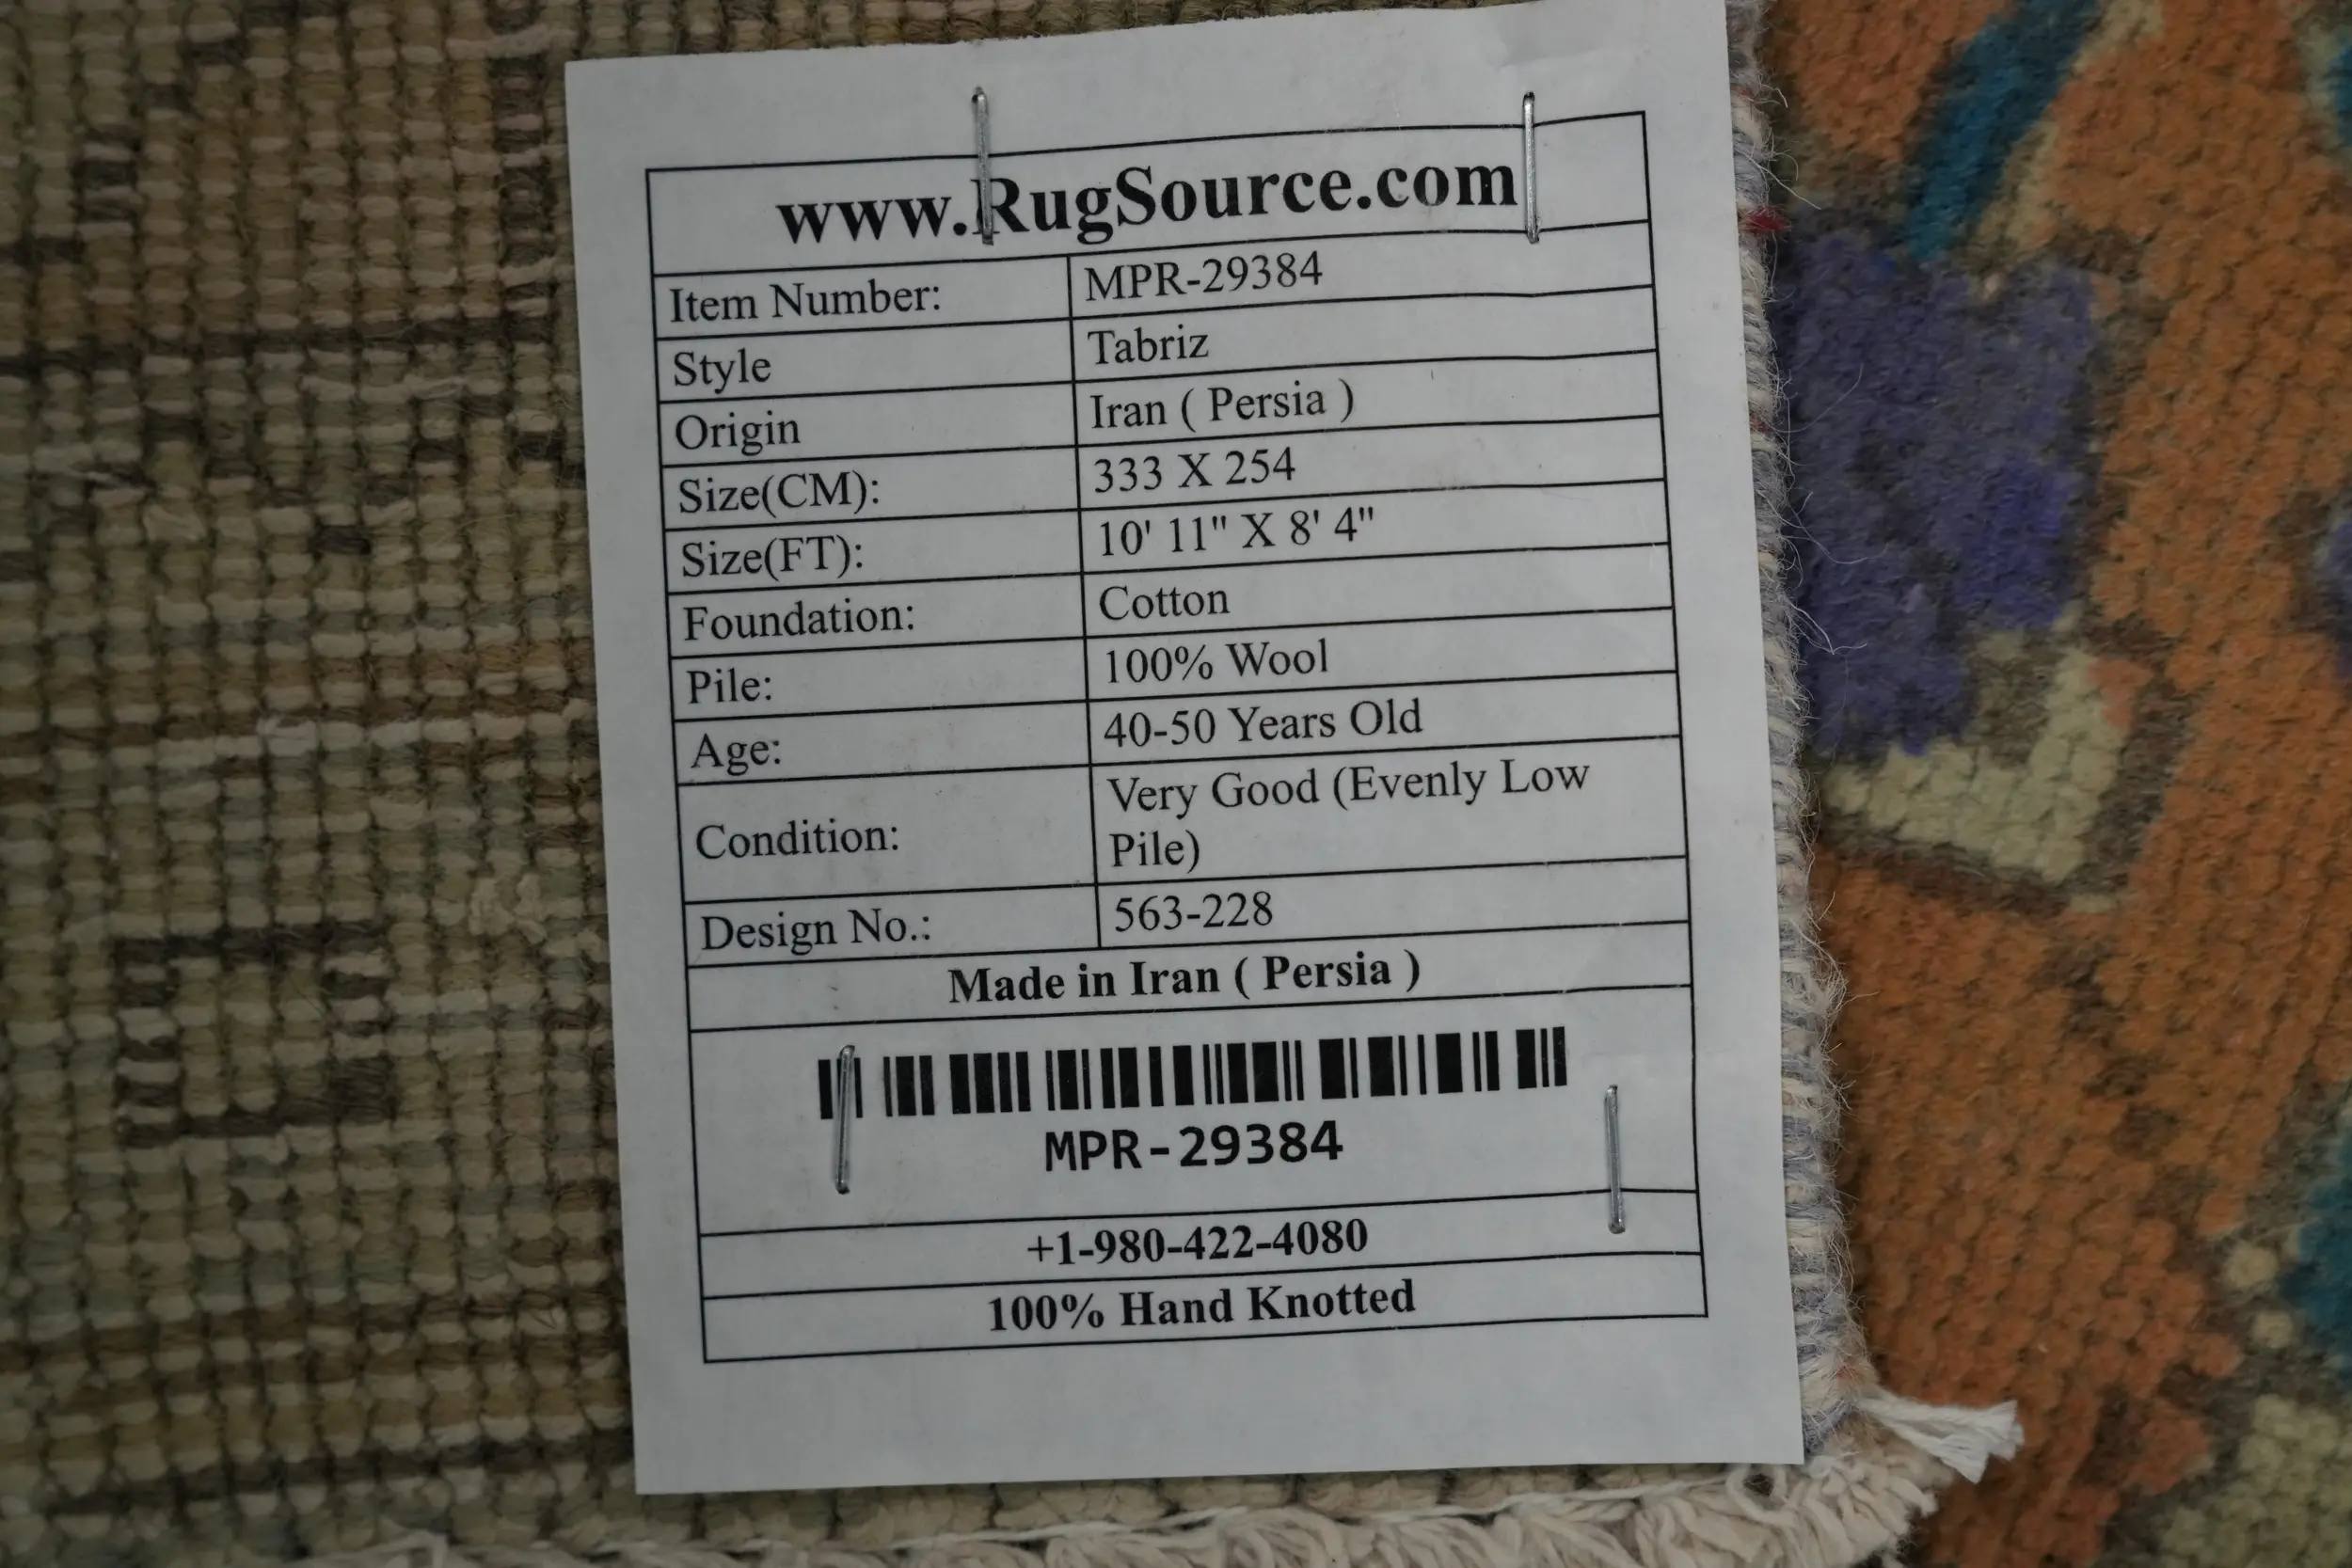 www.RugSource.com
Item Number: MPR-29384
Style Tabriz
Origin Iran ( Persia )
Size(CM): 333 X 254
Size(FT): 10' 11" X 8' 4"
Foundation: Cotton
Pile: 100% Wool
Age: 40-50 Years Old
Condition: Very Good (Evenly Low
Pile)
Design No.: 563-228
Made in Iran ( Persia )
MPR-29384
+1-980-422-4080
100% Hand Knotted